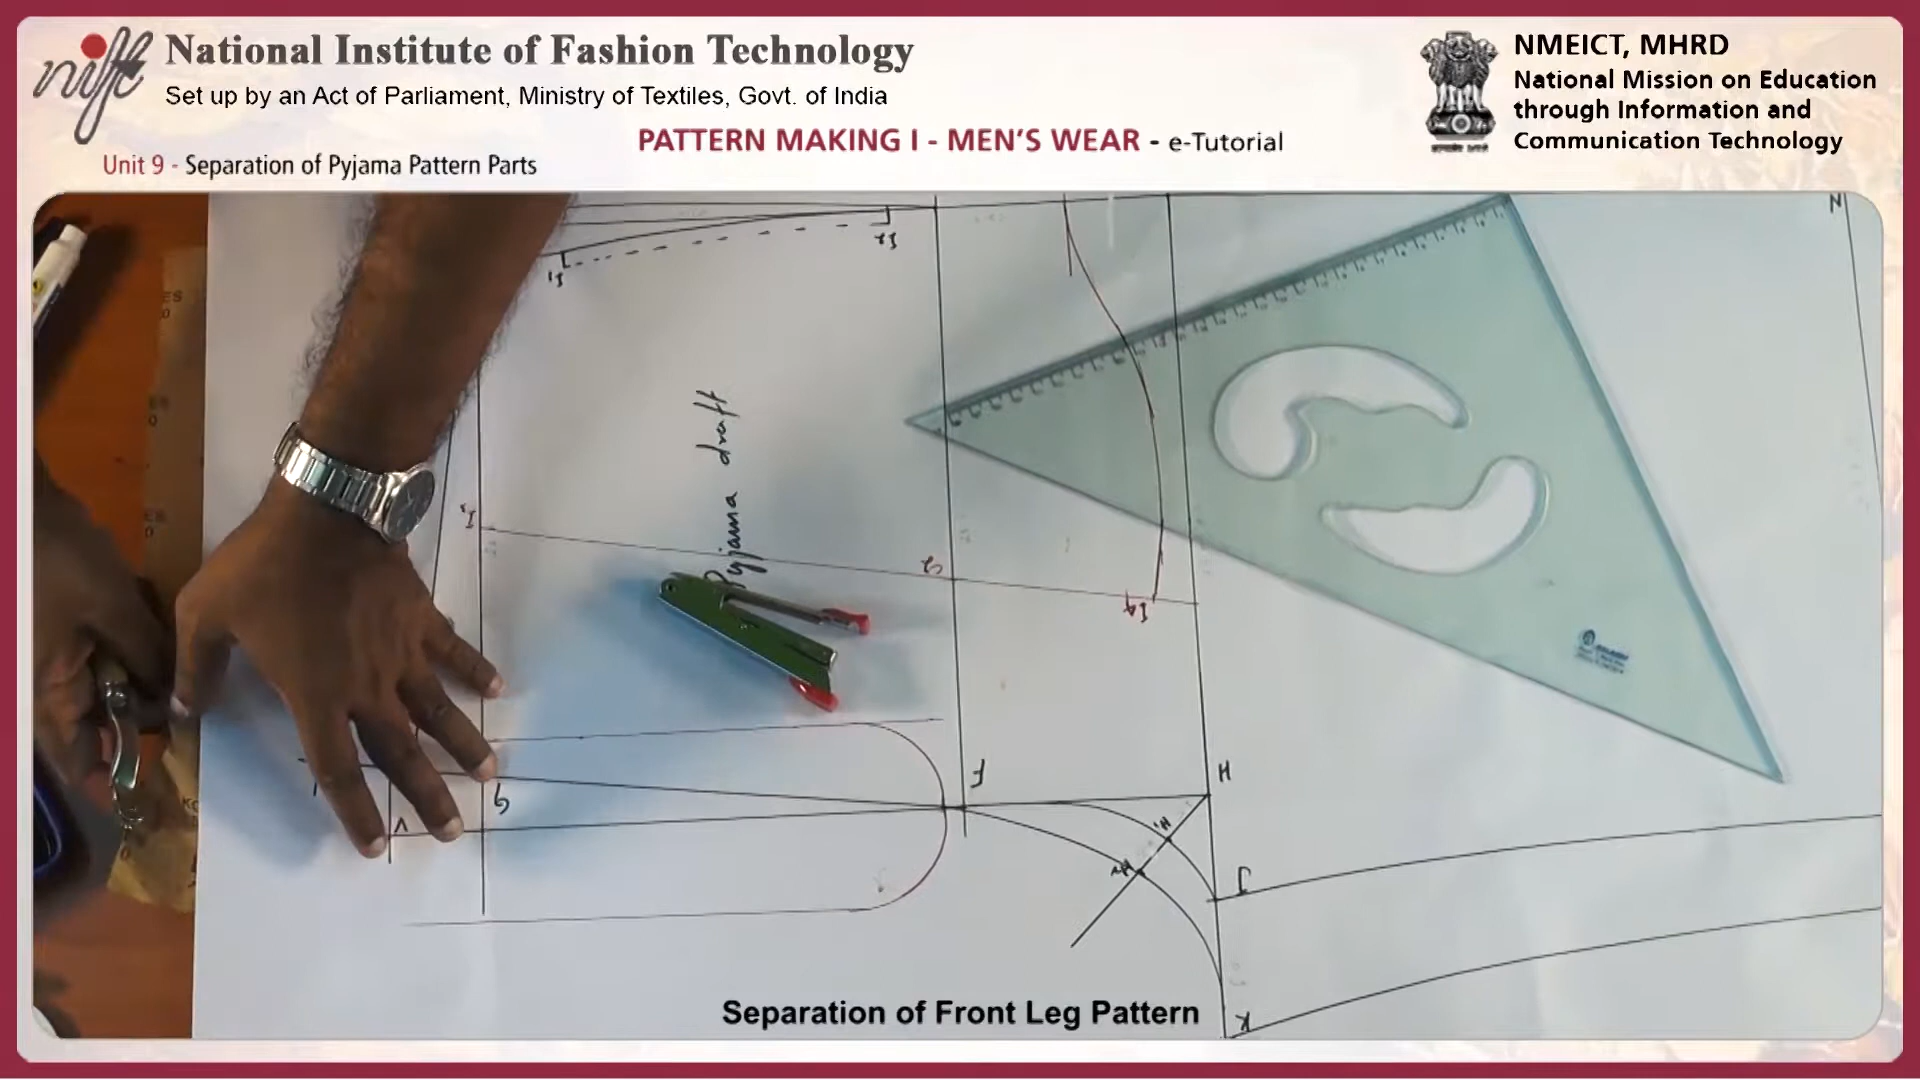 nift
National Institute of Fashion Technology
Set up by an Act of Parliament, Ministry of Textiles, Govt. of India
NMEICT, MHRD
National Mission on Education
through Information and
Communication Technology
PATTERN MAKING I - MEN'S WEAR - e-Tutorial
Unit 9 - Separation of Pyjama Pattern Parts
N
Pyjama draft
F
H
J
K
Separation of Front Leg Pattern